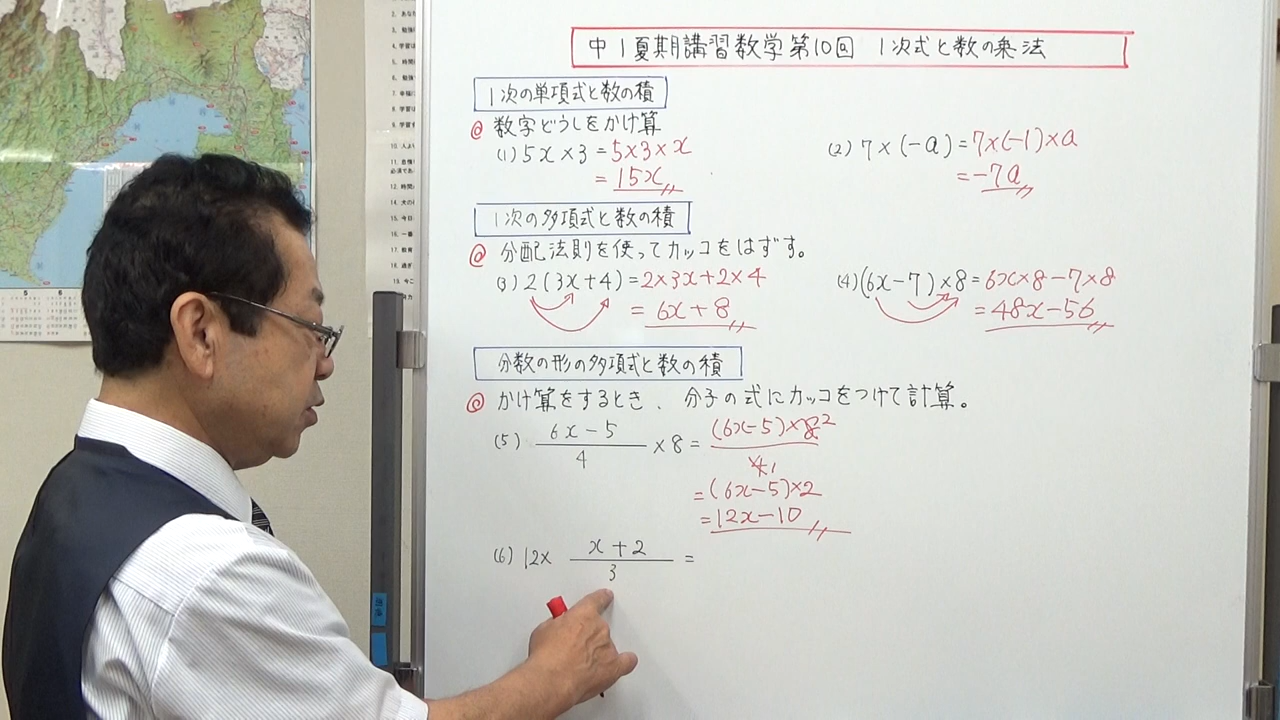 中1夏期講習数学第10回 1次式と数の乗法
1次の単項式と数の積
@ 数字どうしをかけ算
(1) 5x×3 = 5×3×x
= 15x
(2) 7×(-a) = 7×(-1)×a
= -7a
1次の多項式と数の積
@ 分配法則を使ってカッコをはずす。
(3) 2(3x+4) = 2×3x+2×4
= 6x+8
(4) (6x-7)×8 = 6x×8-7×8
= 48x-56
分数の形の多項式と数の積
@ かけ算をするとき、分子の式にカッコをつけて計算。
(5) 6x-5/4 ×8 = (6x-5)×8 2/4 1
= (6x-5)×2
= 12x-10
(6) 12× x+2/3 =